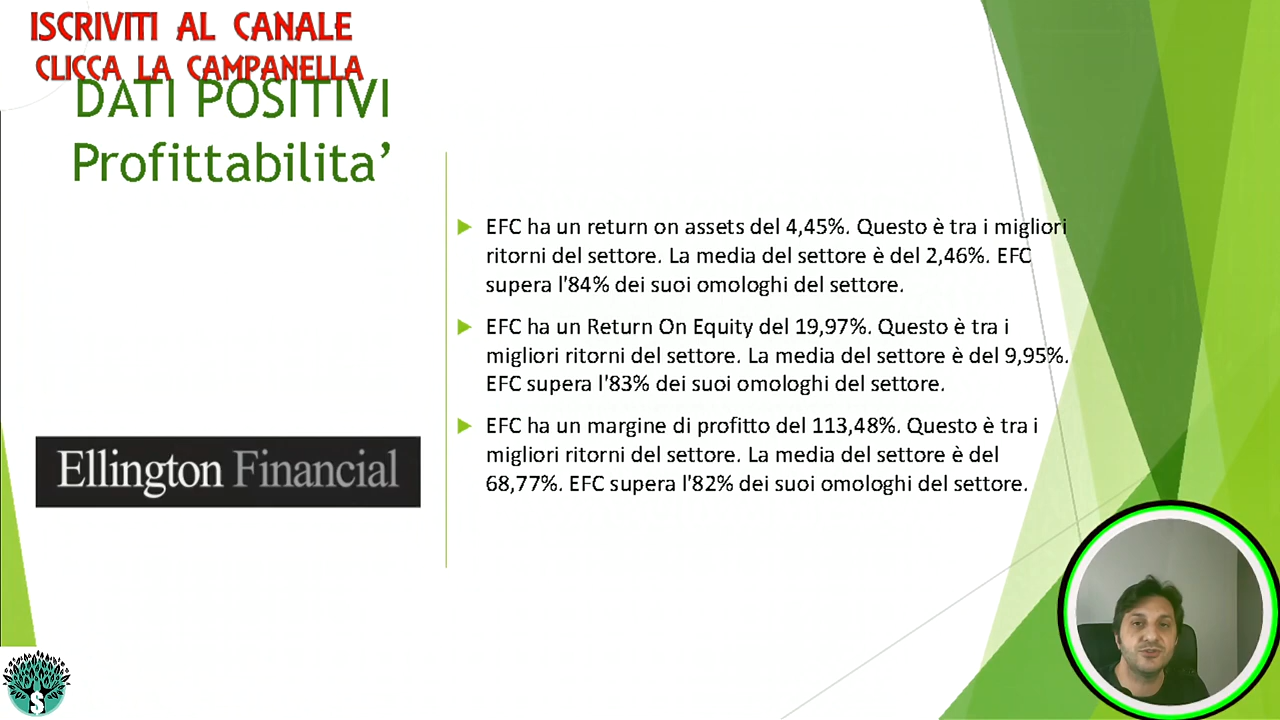 ISCRIVITI AL CANALE
CLICCA LA CAMPANELLA
DATI POSITIVI
Profittabilita’
EFC ha un return on assets del 4,45%. Questo è tra i migliori
ritorni del settore. La media del settore è del 2,46%. EFC
supera l'84% dei suoi omologhi del settore.
EFC ha un Return On Equity del 19,97%. Questo è tra i
migliori ritorni del settore. La media del settore è del 9,95%.
EFC supera l'83% dei suoi omologhi del settore.
EFC ha un margine di profitto del 113,48%. Questo è tra i
migliori ritorni del settore. La media del settore è del
68,77%. EFC supera l'82% dei suoi omologhi del settore.
Ellington Financial
$